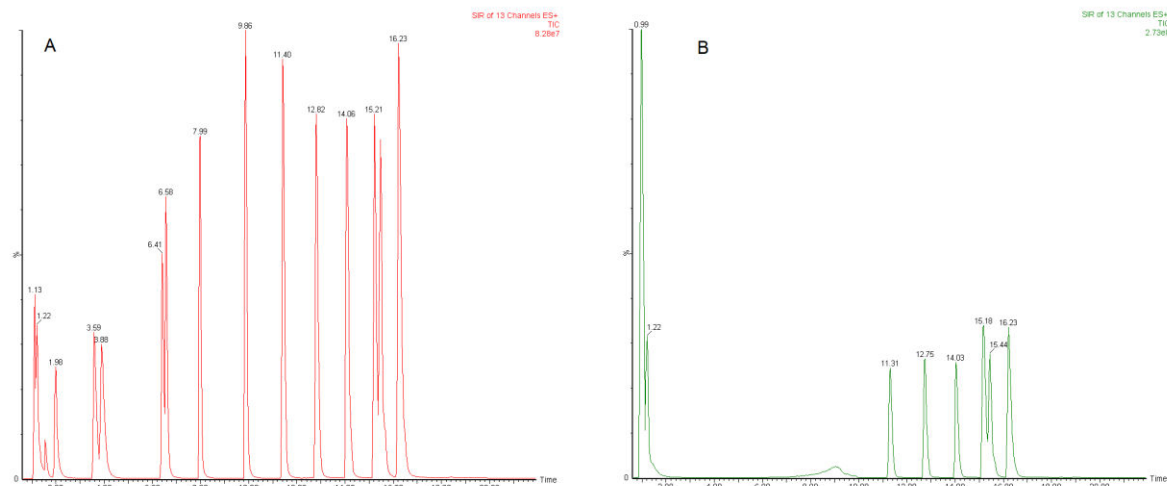 SIR of 13 Channels ES+
TIC
8.28e7
A
9.86
16.23
11.40
12.82
14.06
15.21
7.99
6.58
6.41
1.13
1.22
3.59
3.88
1.98
%
0
Time
SIR of 13 Channels ES+
TIC
B
0.99
1.22
15.18
16.23
15.44
12.75
14.03
11.31
%
0
Time